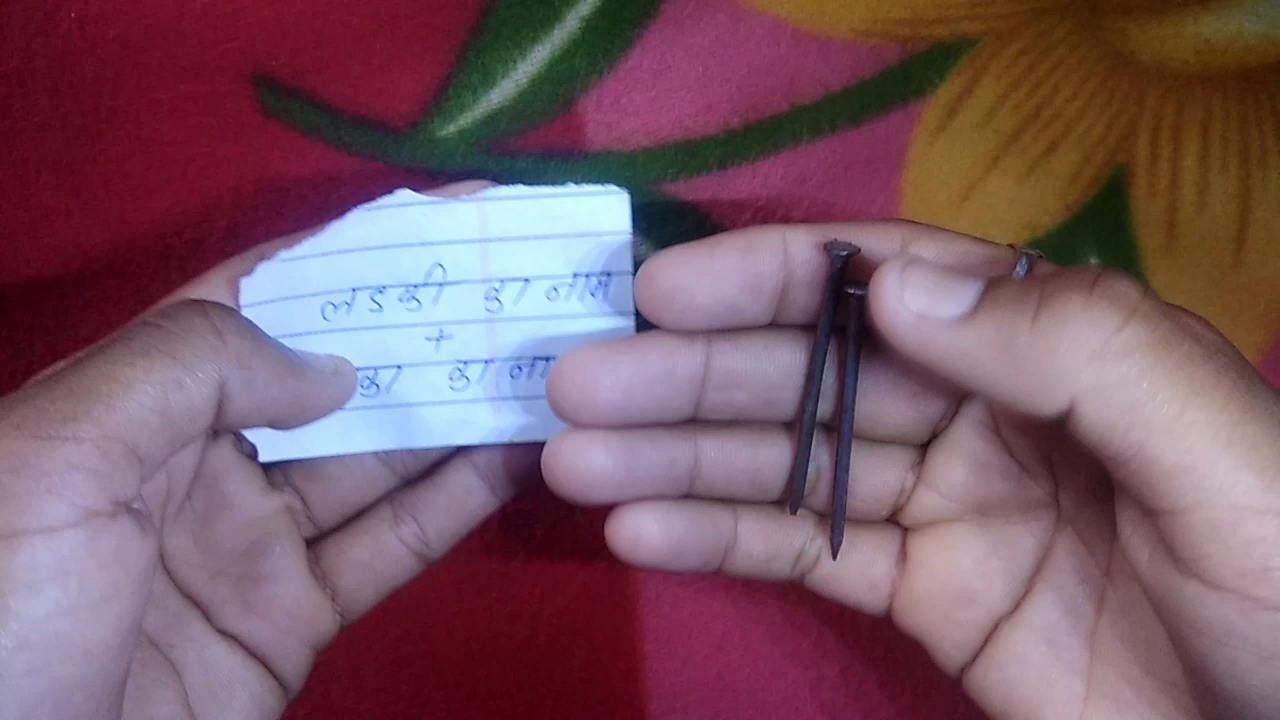 लडकी का नाम
+
का का